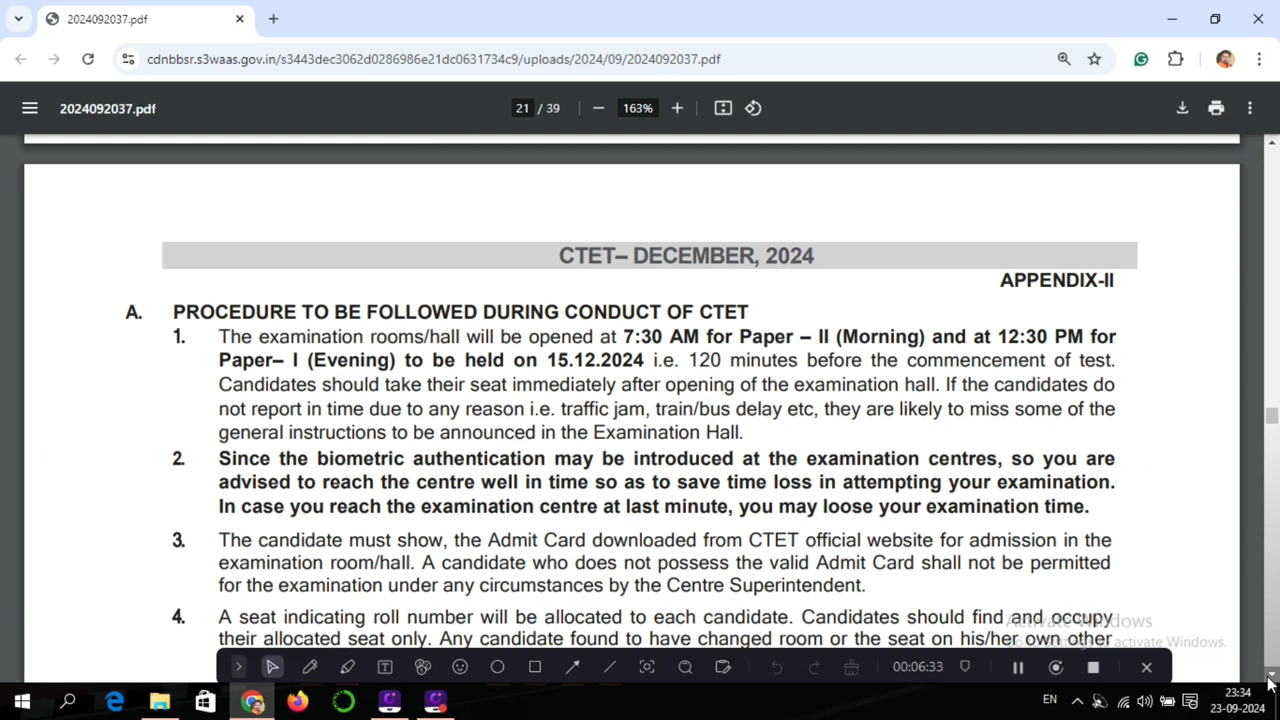 2024092037.pdf
cdnbbsr.s3waas.gov.in/s3443dec3062d0286986e21dc0631734c9/uploads/2024/09/2024092037.pdf
2024092037.pdf
21 / 39
163%
CTET– DECEMBER, 2024
APPENDIX-II
A. PROCEDURE TO BE FOLLOWED DURING CONDUCT OF CTET
1. The examination rooms/hall will be opened at 7:30 AM for Paper – II (Morning) and at 12:30 PM for
Paper– I (Evening) to be held on 15.12.2024 i.e. 120 minutes before the commencement of test.
Candidates should take their seat immediately after opening of the examination hall. If the candidates do
not report in time due to any reason i.e. traffic jam, train/bus delay etc, they are likely to miss some of the
general instructions to be announced in the Examination Hall.
2. Since the biometric authentication may be introduced at the examination centres, so you are
advised to reach the centre well in time so as to save time loss in attempting your examination.
In case you reach the examination centre at last minute, you may loose your examination time.
3. The candidate must show, the Admit Card downloaded from CTET official website for admission in the
examination room/hall. A candidate who does not possess the valid Admit Card shall not be permitted
for the examination under any circumstances by the Centre Superintendent.
4. A seat indicating roll number will be allocated to each candidate. Candidates should find and occupy
their allocated seat only. Any candidate found to have changed room or the seat on his/her own other
Activate Windows
Go to Settings to activate Windows.
00:06:33
EN
23:34
23-09-2024